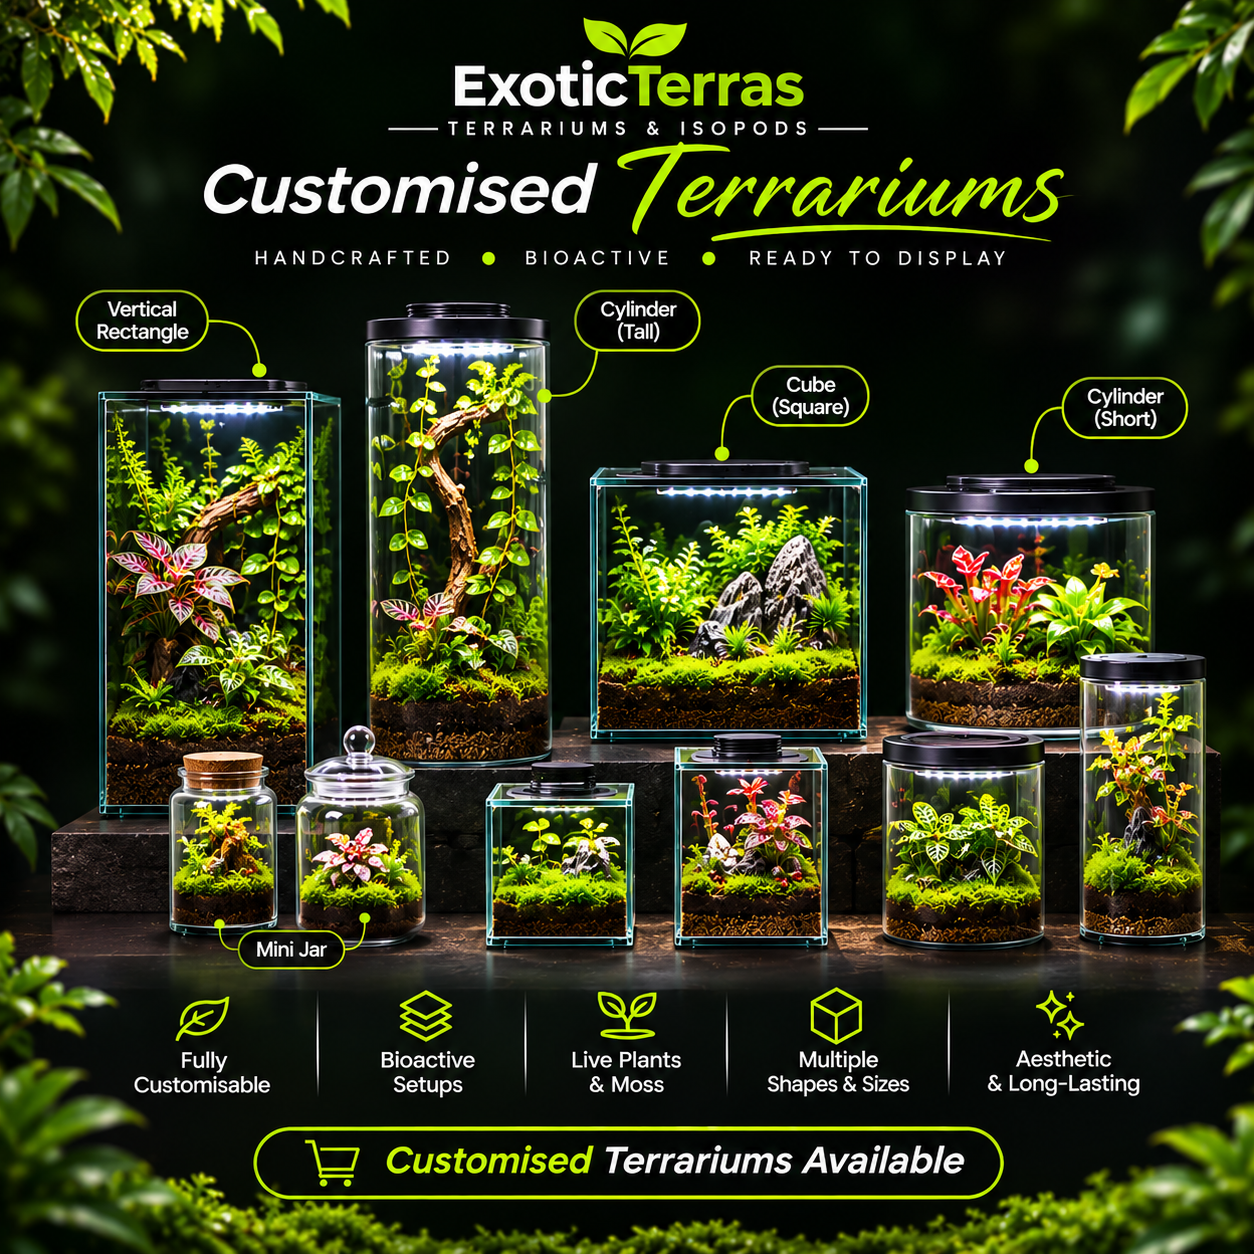 ExoticTerras
TERRARIUMS & ISOPODS
Customised Terrariums
HANDCRAFTED ● BIOACTIVE ● READY TO DISPLAY
Vertical
Rectangle
Cylinder
(Tall)
Cube
(Square)
Cylinder
(Short)
Mini Jar
Fully
Customisable
Bioactive
Setups
Live Plants
& Moss
Multiple
Shapes & Sizes
Aesthetic
& Long-Lasting
Customised Terrariums Available